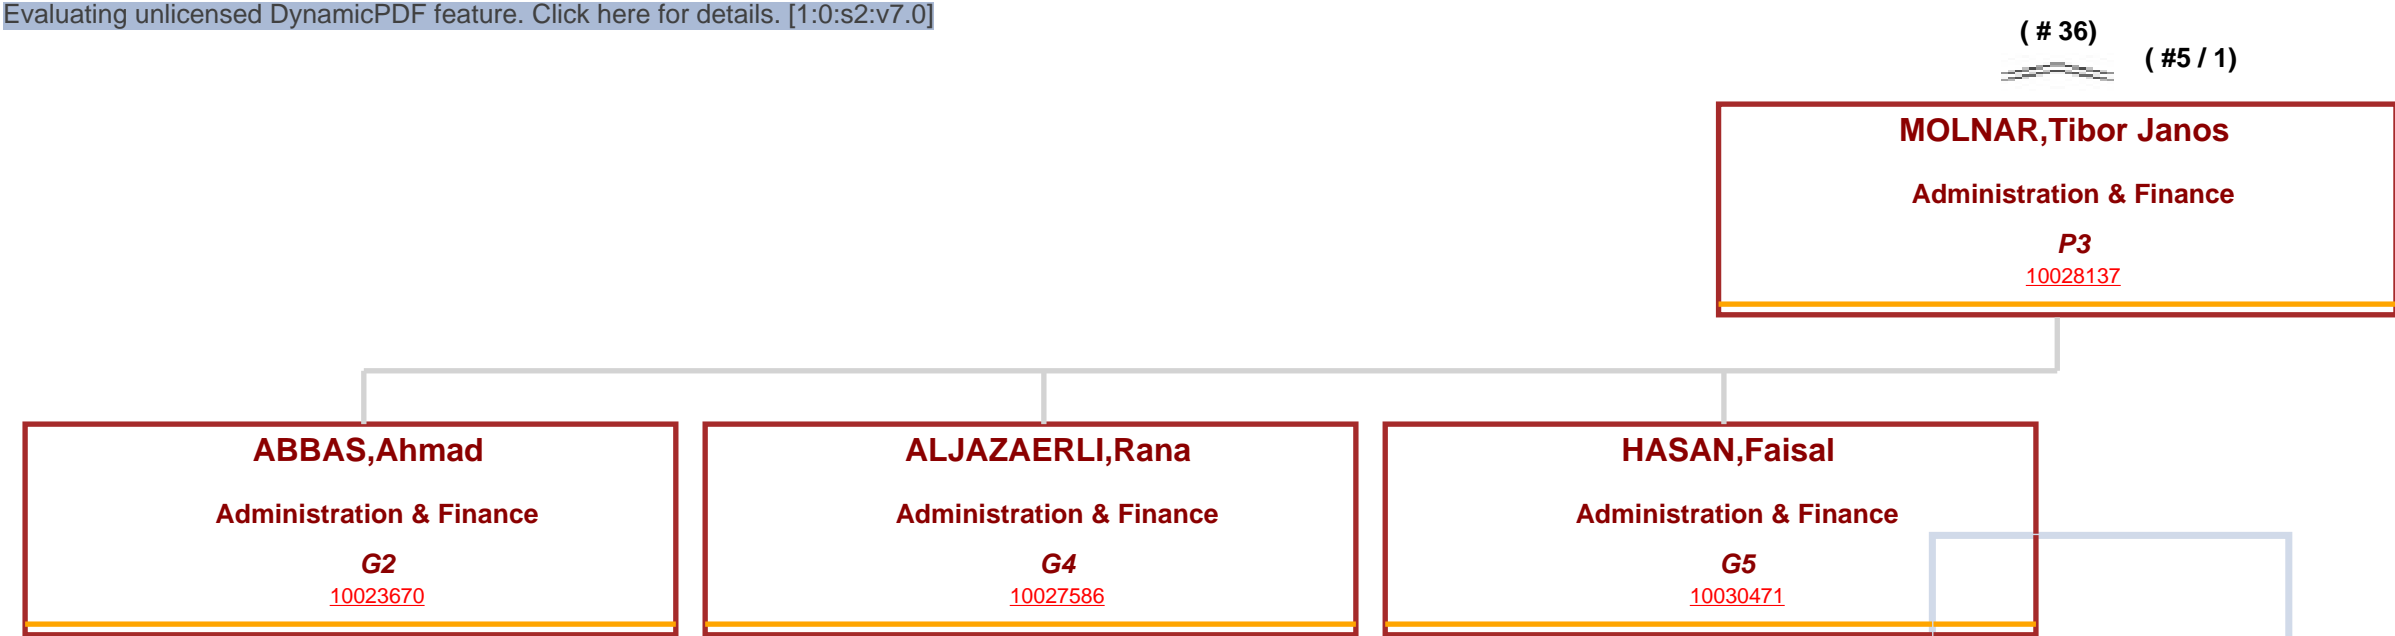 Evaluating unlicensed DynamicPDF feature. Click here for details. [1:0:s2:v7.0]
( # 36)
( #5 / 1)
MOLNAR,Tibor Janos
Administration & Finance
P3
10028137
ABBAS,Ahmad
Administration & Finance
G2
10023670
ALJAZAERLI,Rana
Administration & Finance
G4
10027586
HASAN,Faisal
Administration & Finance
G5
10030471